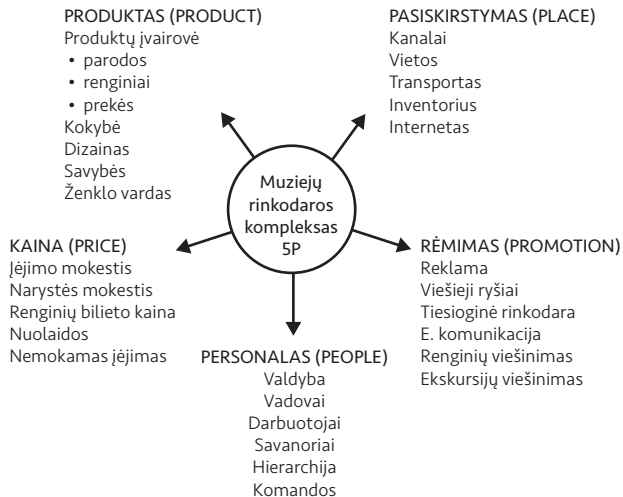 PRODUKTAS (PRODUCT)
Produktų įvairovė
• parodos
• renginiai
• prekės
Kokybė
Dizainas
Savybės
Ženklo vardas
PASISKIRSTYMAS (PLACE)
Kanalai
Vietos
Transportas
Inventorius
Internetas
Muziejų
rinkodaros
kompleksas
5P
KAINA (PRICE)
Įėjimo mokestis
Narystės mokestis
Renginių bilieto kaina
Nuolaidos
Nemokamas įėjimas
PERSONALAS (PEOPLE)
Valdyba
Vadovai
Darbuotojai
Savanoriai
Hierarchija
Komandos
RĖMIMAS (PROMOTION)
Reklama
Viešieji ryšiai
Tiesioginė rinkodara
E. komunikacija
Renginių viešinimas
Ekskursijų viešinimas